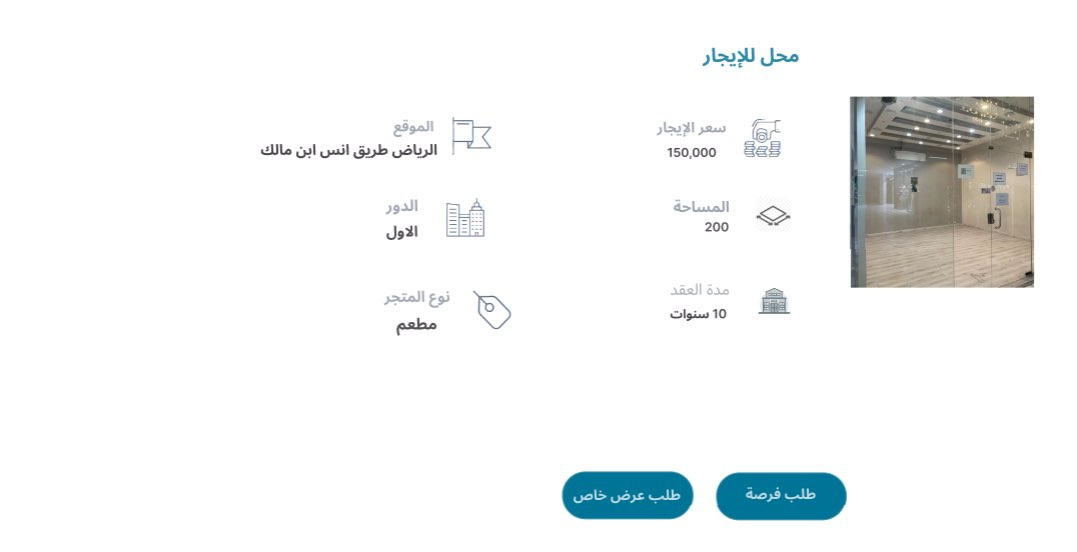 محل للإيجار
سعر الإيجار
150,000
الموقع
الرياض طريق انس ابن مالك
المساحة
200
الدور
الاول
مدة العقد
10 سنوات
نوع المتجر
مطعم
طلب فرصة
طلب عرض خاص